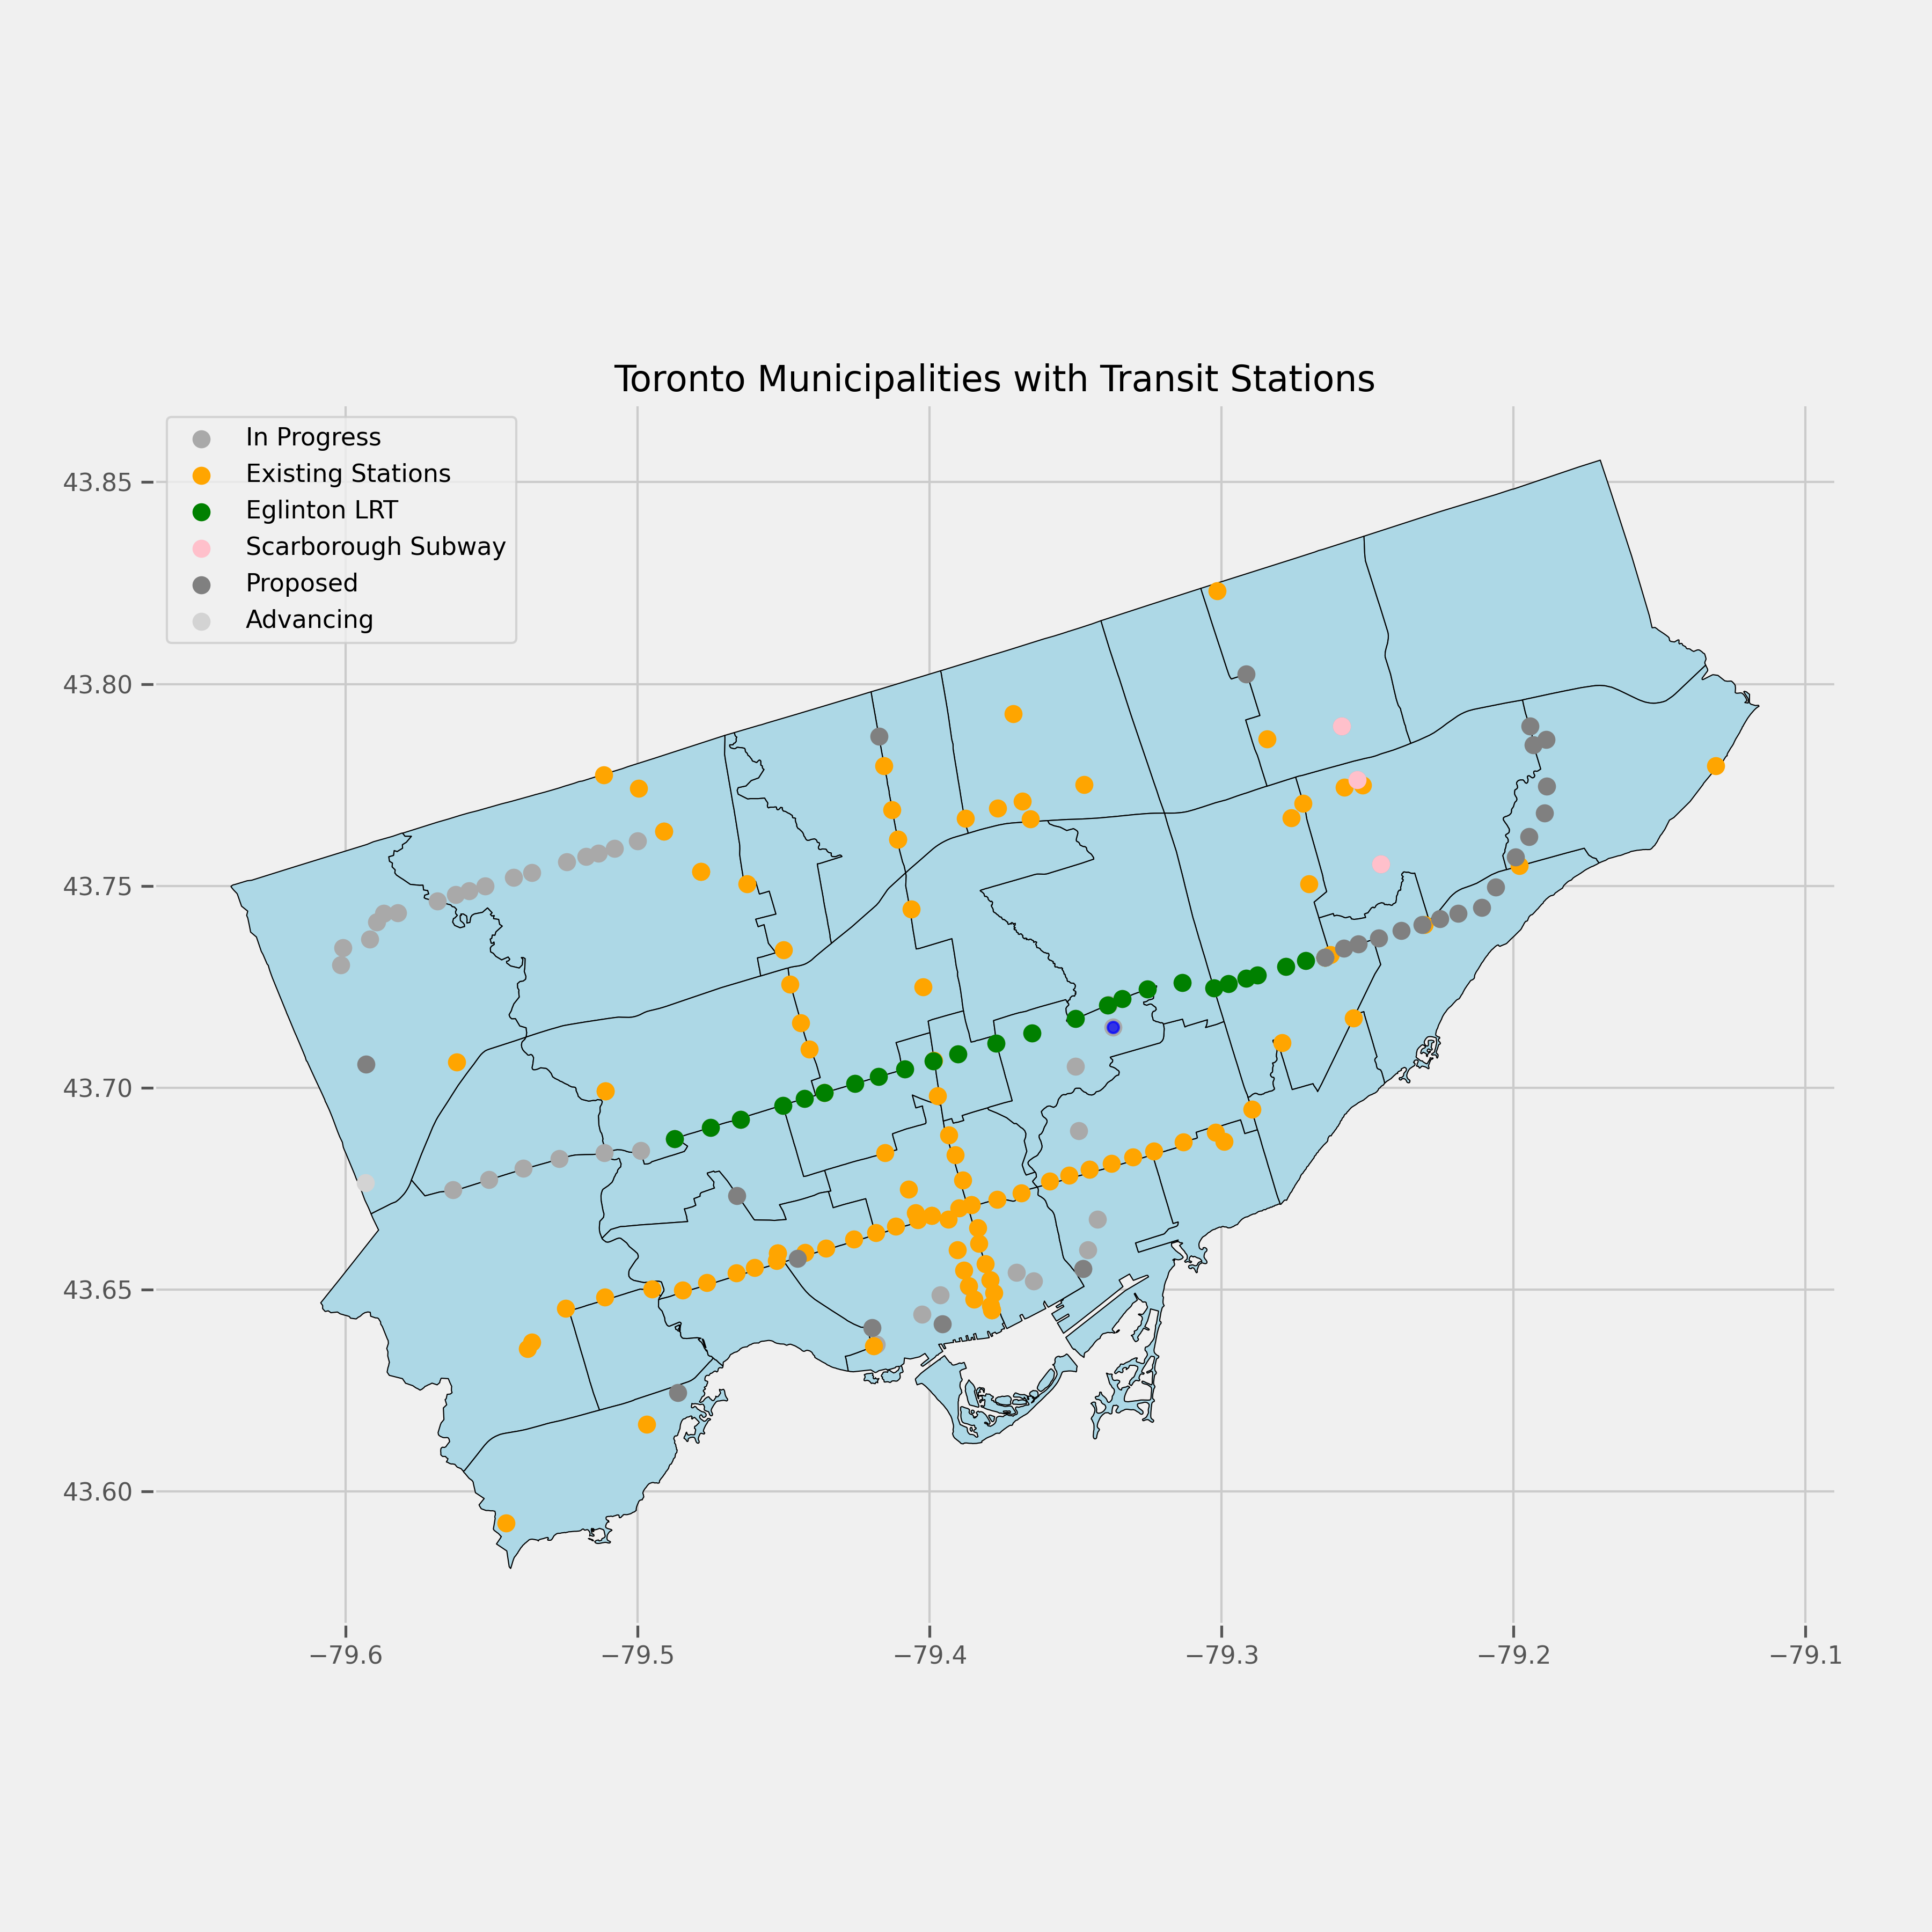 Toronto Municipalities with Transit Stations
In Progress
Existing Stations
Eglinton LRT
Scarborough Subway
Proposed
Advancing
43.85
43.80
43.75
43.70
43.65
43.60
−79.6
−79.5
−79.4
−79.3
−79.2
−79.1